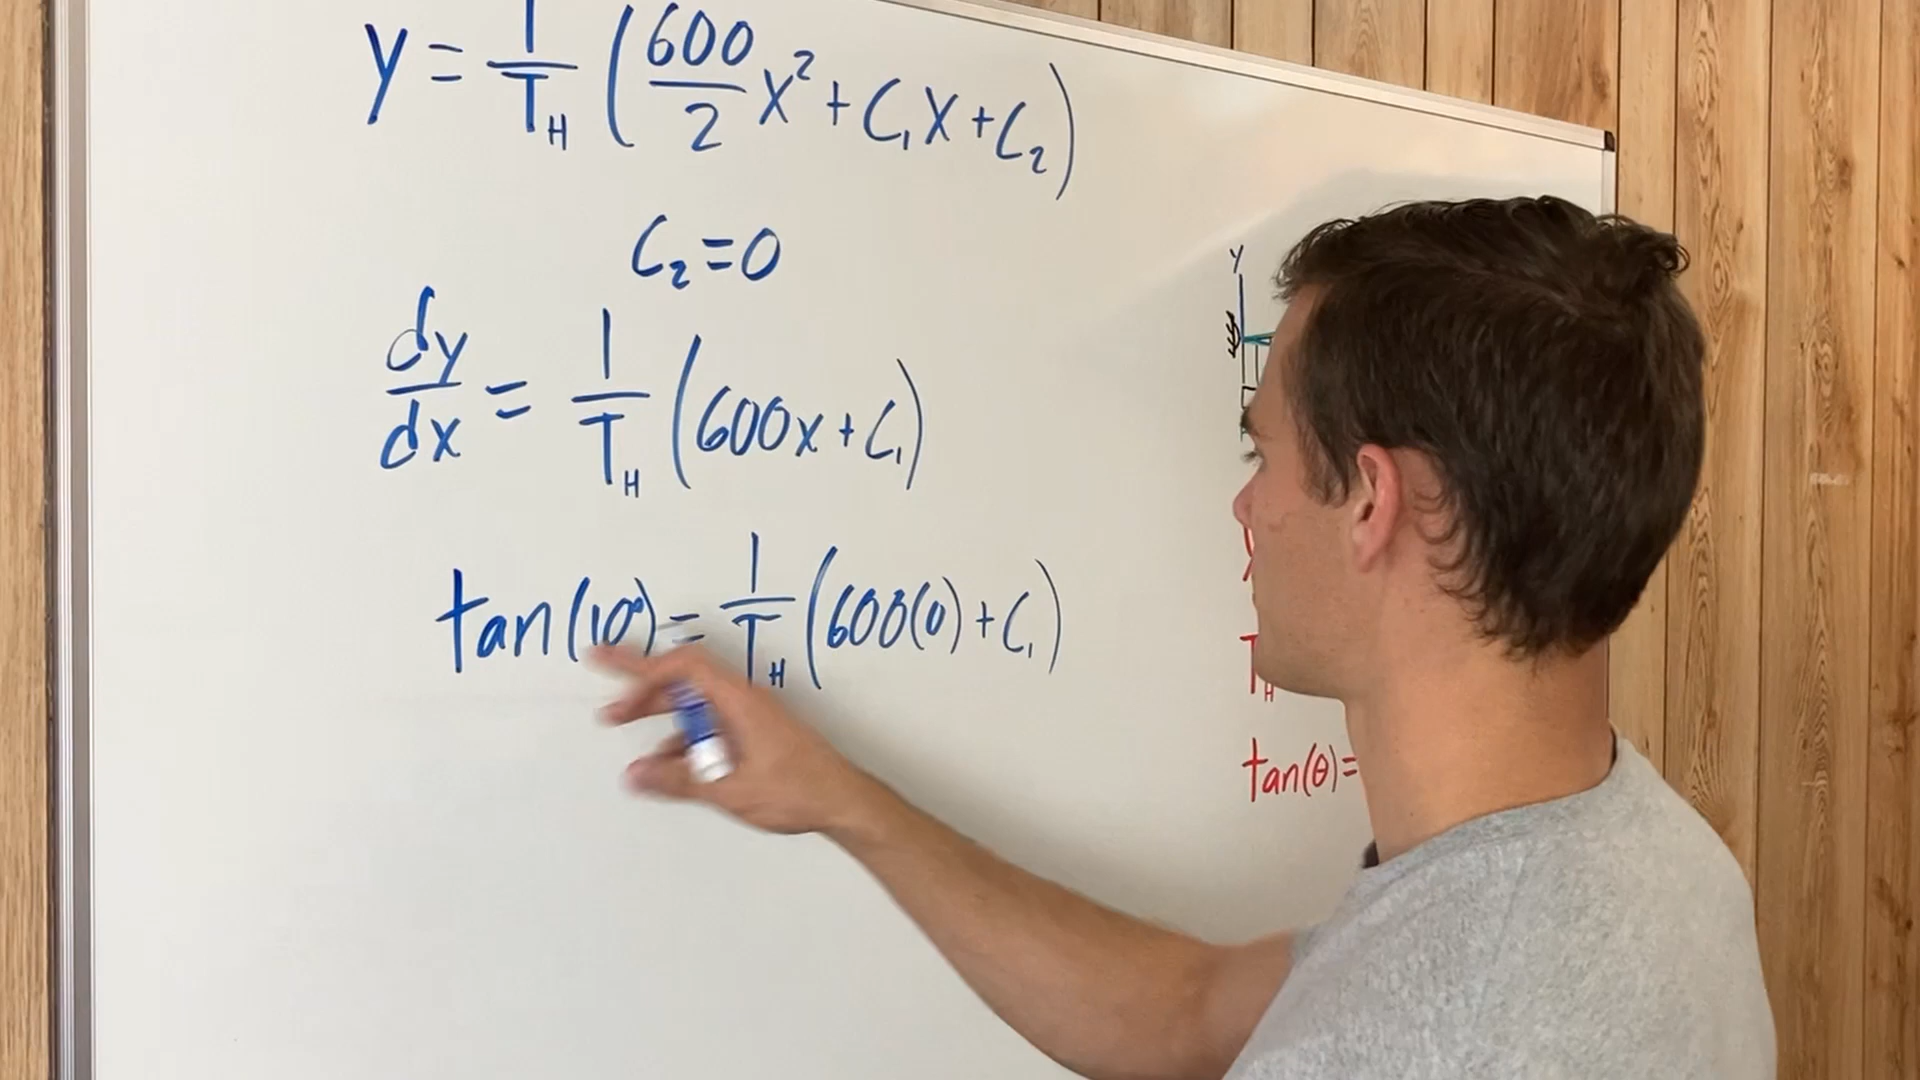 y = 1/T_H (600/2 x² + C₁x + C₂)
C₂ = 0
dy/dx = 1/T_H (600x + C₁)
tan(10°) = 1/T_H (600(0) + C₁)
y
T_H
tan(θ) =